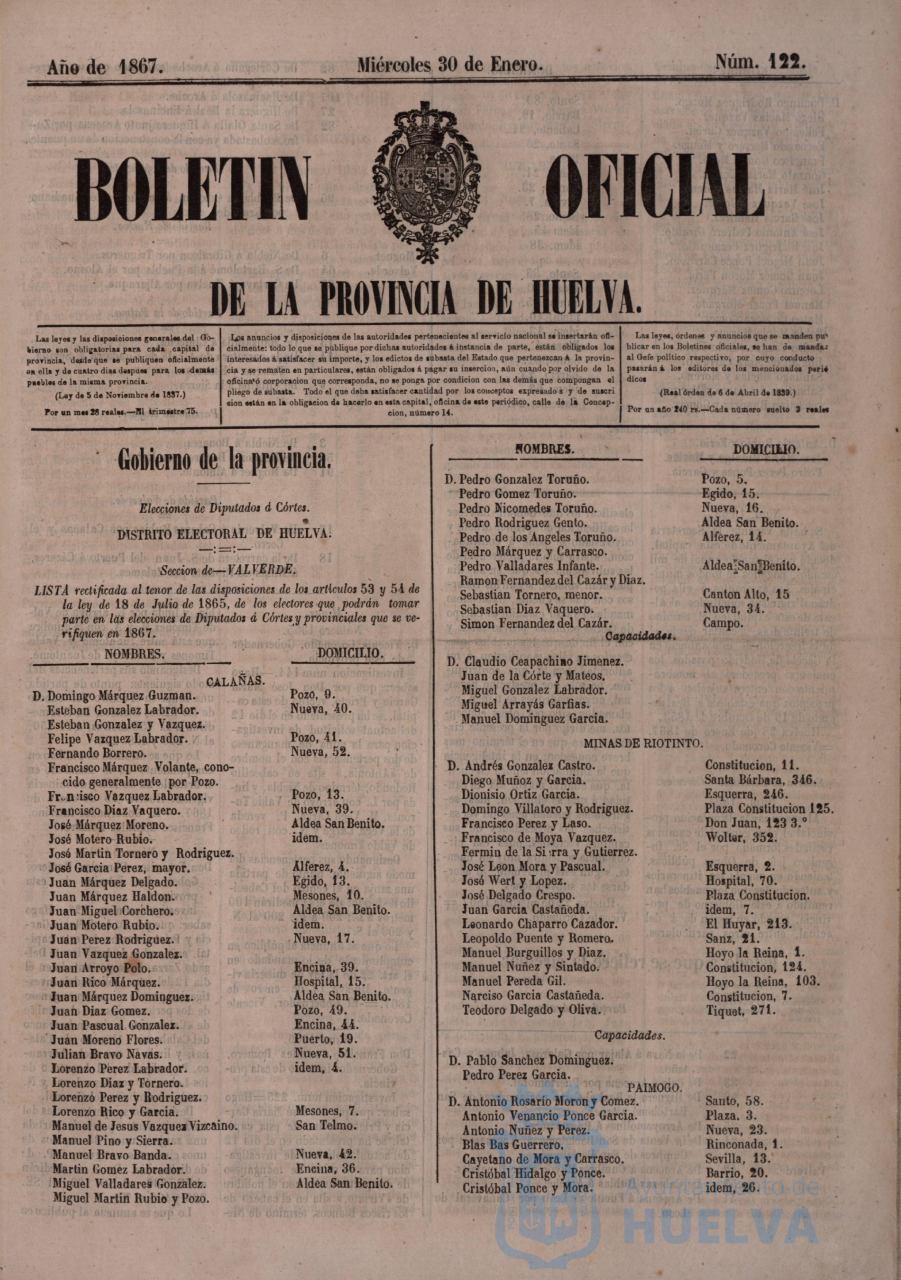 Año de 1867.
Miércoles 30 de Enero.
Núm. 122.
BOLETIN OFICIAL
DE LA PROVINCIA DE HUELVA.
Las leyes y las disposiciones generales del Go-
bierno son obligatorias para cada capital de
provincia, desde que se publiquen oficialmente
en ella y de cuatro dias despues para los demás
pueblos de la misma provincia.
(Ley de 5 de Noviembre de 1837.)
Por un mes 28 reales.—El trimestre 75.
Los anuncios y disposiciones de las autoridades pertenecientes al servicio nacional se insertarán ofi-
cialmente: todo lo que se publique por dichas autoridades á instancia de parte, están obligados los
interesados á satisfacer su importe, y los edictos de subasta del Estado que pertenezcan á la provin-
cia y se rematen en particulares, están obligados á pagar su insercion, aún cuando por olvido de la
oficina ó corporacion que corresponda, no se ponga por condicion en las demás que compongan el
pliego de subasta. Todo el que deba satisfacer cantidad por los conceptos expresados y de suscri
cion están en la obligacion de hacerlo en esta capital, oficina de este periódico, calle de la Concep-
cion, número 14.
Las leyes, órdenes y anuncios que se manden pu
blicar en los Boletines oficiales, se han de mandar
al Gefe político respectivo, por cuyo conducto
pasarán á los editores de los mencionados perió
dicos
(Real órden de 6 de Abril de 1839.)
Por un año 240 rs.—Cada número suelto 3 reales
Gobierno de la provincia.
Elecciones de Diputados á Córtes.
DISTRITO ELECTORAL DE HUELVA.
Seccion de—VALVERDE.
LISTA rectificada al tenor de las disposiciones de los artículos 53 y 54 de
la ley de 18 de Julio de 1865, de los electores que podrán tomar
parte en las elecciones de Diputados á Córtes y provinciales que se ve-
rifiquen en 1867.
NOMBRES. DOMICILIO.
CALAÑAS.
D. Domingo Márquez Guzman. Pozo, 9.
Esteban Gonzalez Labrador. Nueva, 40.
Esteban Gonzalez y Vazquez.
Felipe Vazquez Labrador. Pozo, 41.
Fernando Borrero. Nueva, 52.
Francisco Márquez Volante, cono-
cido generalmente por Pozo.
Francisco Vazquez Labrador. Pozo, 13.
Francisco Diaz Vaquero. Nueva, 39.
José Márquez Moreno. Aldea San Benito.
José Motero Rubio. idem.
José Martin Tornero y Rodriguez.
José Garcia Perez, mayor. Alferez, 4.
Juan Márquez Delgado. Egido, 13.
Juan Márquez Haldon. Mesones, 10.
Juan Miguel Corchero. Aldea San Benito.
Juan Motero Rubio. idem.
Juan Perez Rodriguez. Nueva, 17.
Juan Vazquez Gonzalez.
Juan Arroyo Polo. Encina, 39.
Juan Rico Márquez. Hospital, 15.
Juan Márquez Dominguez. Aldea San Benito.
Juan Diaz Gomez. Pozo, 49.
Juan Pascual Gonzalez. Encina, 44.
Juan Moreno Flores. Puerto, 19.
Julian Bravo Navas. Nueva, 51.
Lorenzo Perez Labrador. idem, 4.
Lorenzo Diaz y Tornero.
Lorenzo Perez y Rodriguez.
Lorenzo Rico y Garcia. Mesones, 7.
Manuel de Jesus Vazquez Vizcaino. San Telmo.
Manuel Pino y Sierra.
Manuel Bravo Banda. Nueva, 42.
Martin Gomez Labrador. Encina, 36.
Miguel Valladares Gonzalez. Aldea San Benito.
Miguel Martin Rubio y Pozo.
NOMBRES. DOMICILIO.
D. Pedro Gonzalez Toruño. Pozo, 5.
Pedro Gomez Toruño. Egido, 15.
Pedro Nicomedes Toruño. Nueva, 16.
Pedro Rodriguez Gento. Aldea San Benito.
Pedro de los Angeles Toruño. Alferez, 14.
Pedro Márquez y Carrasco.
Pedro Valladares Infante. Aldea San Benito.
Ramon Fernandez del Cazár y Diaz.
Sebastian Tornero, menor. Canton Alto, 15
Sebastian Diaz Vaquero. Nueva, 34.
Simon Fernandez del Cazár. Campo.
Capacidades.
D. Claudio Ceapachino Jimenez.
Juan de la Córte y Mateos,
Miguel Gonzalez Labrador.
Miguel Arrayás Garfias.
Manuel Dominguez Garcia.
MINAS DE RIOTINTO.
D. Andrés Gonzalez Castro. Constitucion, 11.
Diego Muñoz y Garcia. Santa Bárbara, 346.
Dionisio Ortiz Garcia. Esquerra, 246.
Domingo Villatoro y Rodriguez. Plaza Constitucion 125.
Francisco Perez y Laso. Don Juan, 123 3.º
Francisco de Moya Vazquez. Wolter, 352.
Fermin de la Sierra y Gutierrez.
José Leon Mora y Pascual. Esquerra, 2.
José Wert y Lopez. Hospital, 70.
José Delgado Crespo. Plaza Constitucion.
Juan Garcia Castañeda. idem, 7.
Leonardo Chaparro Cazador. El Huyar, 213.
Leopoldo Puente y Romero. Sanz, 21.
Manuel Burguillos y Diaz. Hoyo la Reina, 1.
Manuel Nuñez y Sintado. Constitucion, 124.
Manuel Pereda Gil. Hoyo la Reina, 103.
Narciso Garcia Castañeda. Constitucion, 7.
Teodoro Delgado y Oliva. Tiquet, 271.
Capacidades.
D. Pablo Sanchez Dominguez.
Pedro Perez Garcia.
PAIMOGO.
D. Antonio Rosario Moron y Comez. Santo, 58.
Antonio Venancio Ponce Garcia. Plaza. 3.
Antonio Nuñez y Perez. Nueva, 23.
Blas Bas Guerrero, Rinconada, 1.
Cayetano de Mora y Carrasco. Sevilla, 13.
Cristóbal Hidalgo y Ponce. Barrio, 20.
Cristóbal Ponce y Mora. idem, 26.
Ayuntamiento de
HUELVA